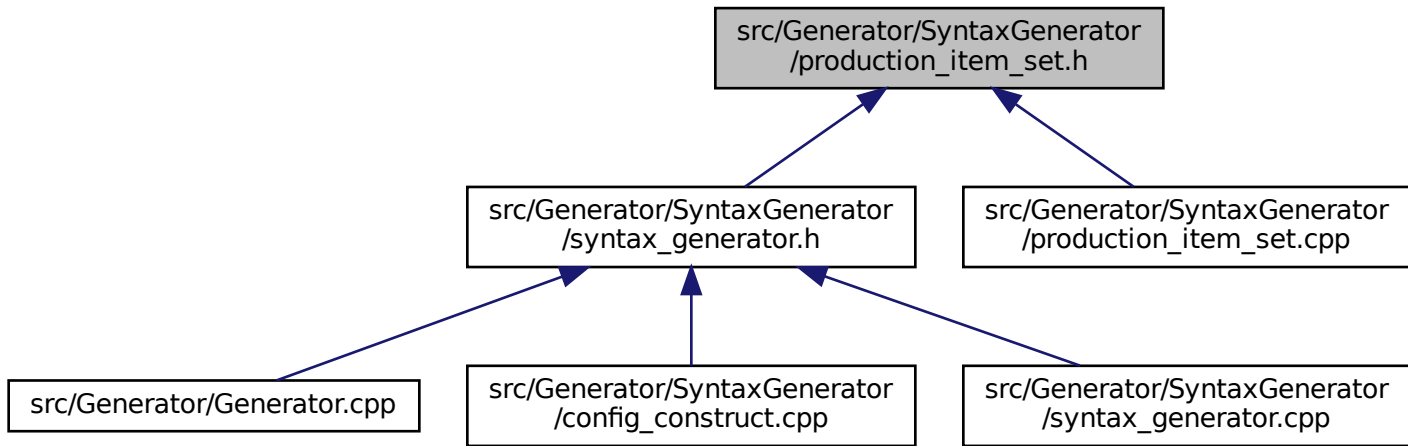 src/Generator/SyntaxGenerator
/production_item_set.h
src/Generator/SyntaxGenerator
/syntax_generator.h
src/Generator/SyntaxGenerator
/production_item_set.cpp
src/Generator/Generator.cpp
src/Generator/SyntaxGenerator
/config_construct.cpp
src/Generator/SyntaxGenerator
/syntax_generator.cpp